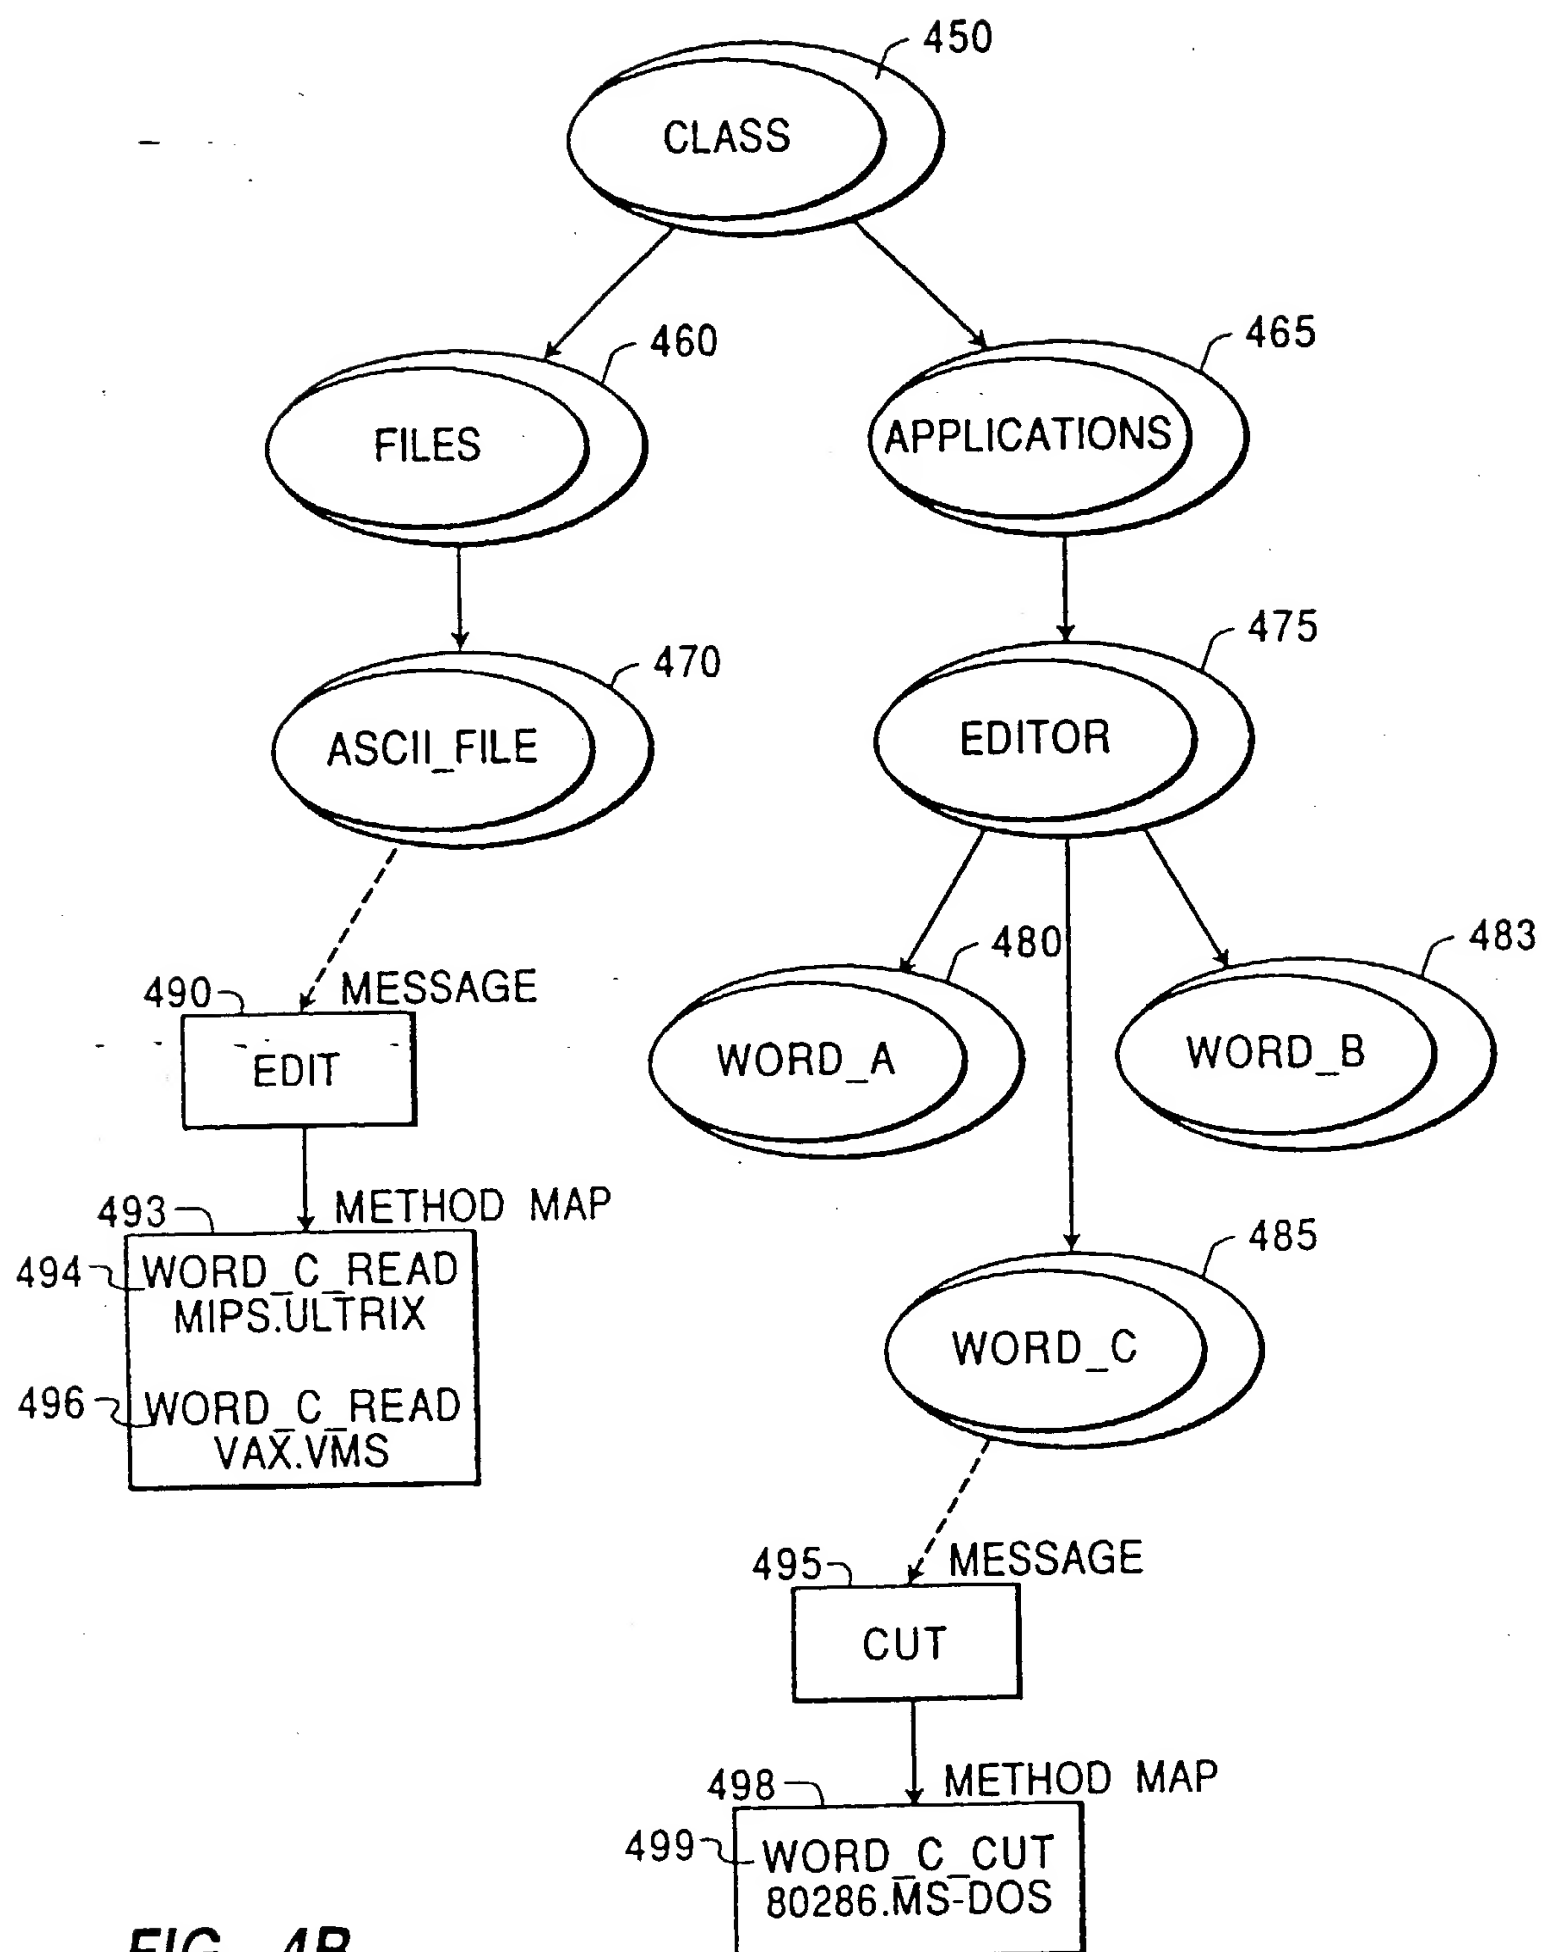 450
CLASS
460
465
FILES
APPLICATIONS
470
475
ASCII_FILE
EDITOR
480
483
490
MESSAGE
WORD_A
WORD_B
EDIT
493
METHOD MAP
485
494
WORD_C_READ
MIPS.ULTRIX
WORD_C
496
WORD_C_READ
VAX.VMS
495
MESSAGE
CUT
498
METHOD MAP
499
WORD_C_CUT
80286.MS-DOS
FIG. 4B